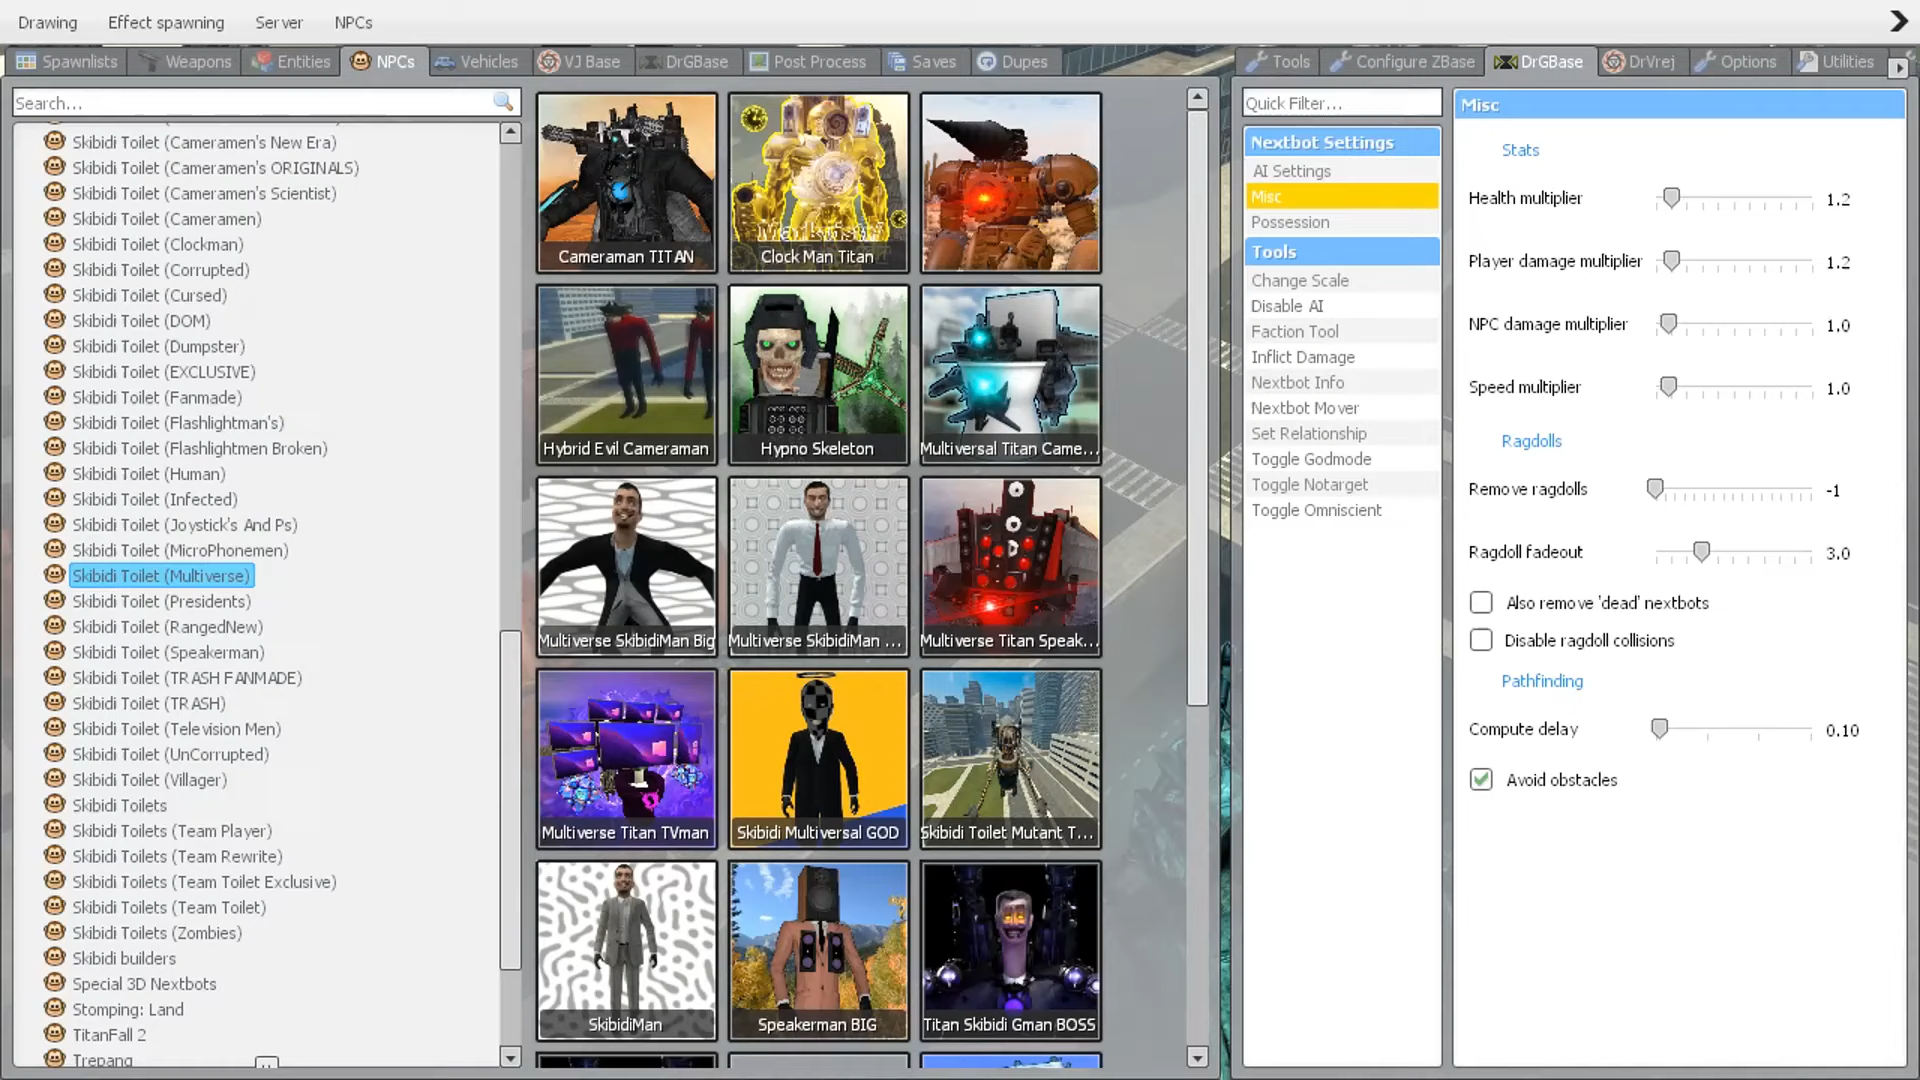 Drawing Effect spawning Server NPCs
Spawnlists Weapons Entities NPCs Vehicles VJ Base DrGBase Post Process Saves Dupes
Tools Configure ZBase DrGBase DrVrej Options Utilities
Search...
Skibidi Toilet (Cameramen's New Era)
Skibidi Toilet (Cameramen's ORIGINALS)
Skibidi Toilet (Cameramen's Scientist)
Skibidi Toilet (Cameramen)
Skibidi Toilet (Clockman)
Skibidi Toilet (Corrupted)
Skibidi Toilet (Cursed)
Skibidi Toilet (DOM)
Skibidi Toilet (Dumpster)
Skibidi Toilet (EXCLUSIVE)
Skibidi Toilet (Fanmade)
Skibidi Toilet (Flashlightman's)
Skibidi Toilet (Flashlightmen Broken)
Skibidi Toilet (Human)
Skibidi Toilet (Infected)
Skibidi Toilet (Joystick's And Ps)
Skibidi Toilet (MicroPhonemen)
Skibidi Toilet (Multiverse)
Skibidi Toilet (Presidents)
Skibidi Toilet (RangedNew)
Skibidi Toilet (Speakerman)
Skibidi Toilet (TRASH FANMADE)
Skibidi Toilet (TRASH)
Skibidi Toilet (Television Men)
Skibidi Toilet (UnCorrupted)
Skibidi Toilet (Villager)
Skibidi Toilets
Skibidi Toilets (Team Player)
Skibidi Toilets (Team Rewrite)
Skibidi Toilets (Team Toilet Exclusive)
Skibidi Toilets (Team Toilet)
Skibidi Toilets (Zombies)
Skibidi builders
Special 3D Nextbots
Stomping: Land
TitanFall 2
Trepang
Cameraman TITAN
Clock Man Titan
Hybrid Evil Cameraman
Hypno Skeleton
Multiversal Titan Came...
Multiverse SkibidiMan Big
Multiverse SkibidiMan ...
Multiverse Titan Speak...
Multiverse Titan TVman
Skibidi Multiversal GOD
Skibidi Toilet Mutant T...
SkibidiMan
Speakerman BIG
Titan Skibidi Gman BOSS
Quick Filter...
Nextbot Settings
AI Settings
Misc
Possession
Tools
Change Scale
Disable AI
Faction Tool
Inflict Damage
Nextbot Info
Nextbot Mover
Set Relationship
Toggle Godmode
Toggle Notarget
Toggle Omniscient
Misc
Stats
Health multiplier 1.2
Player damage multiplier 1.2
NPC damage multiplier 1.0
Speed multiplier 1.0
Ragdolls
Remove ragdolls -1
Ragdoll fadeout 3.0
Also remove 'dead' nextbots
Disable ragdoll collisions
Pathfinding
Compute delay 0.10
Avoid obstacles